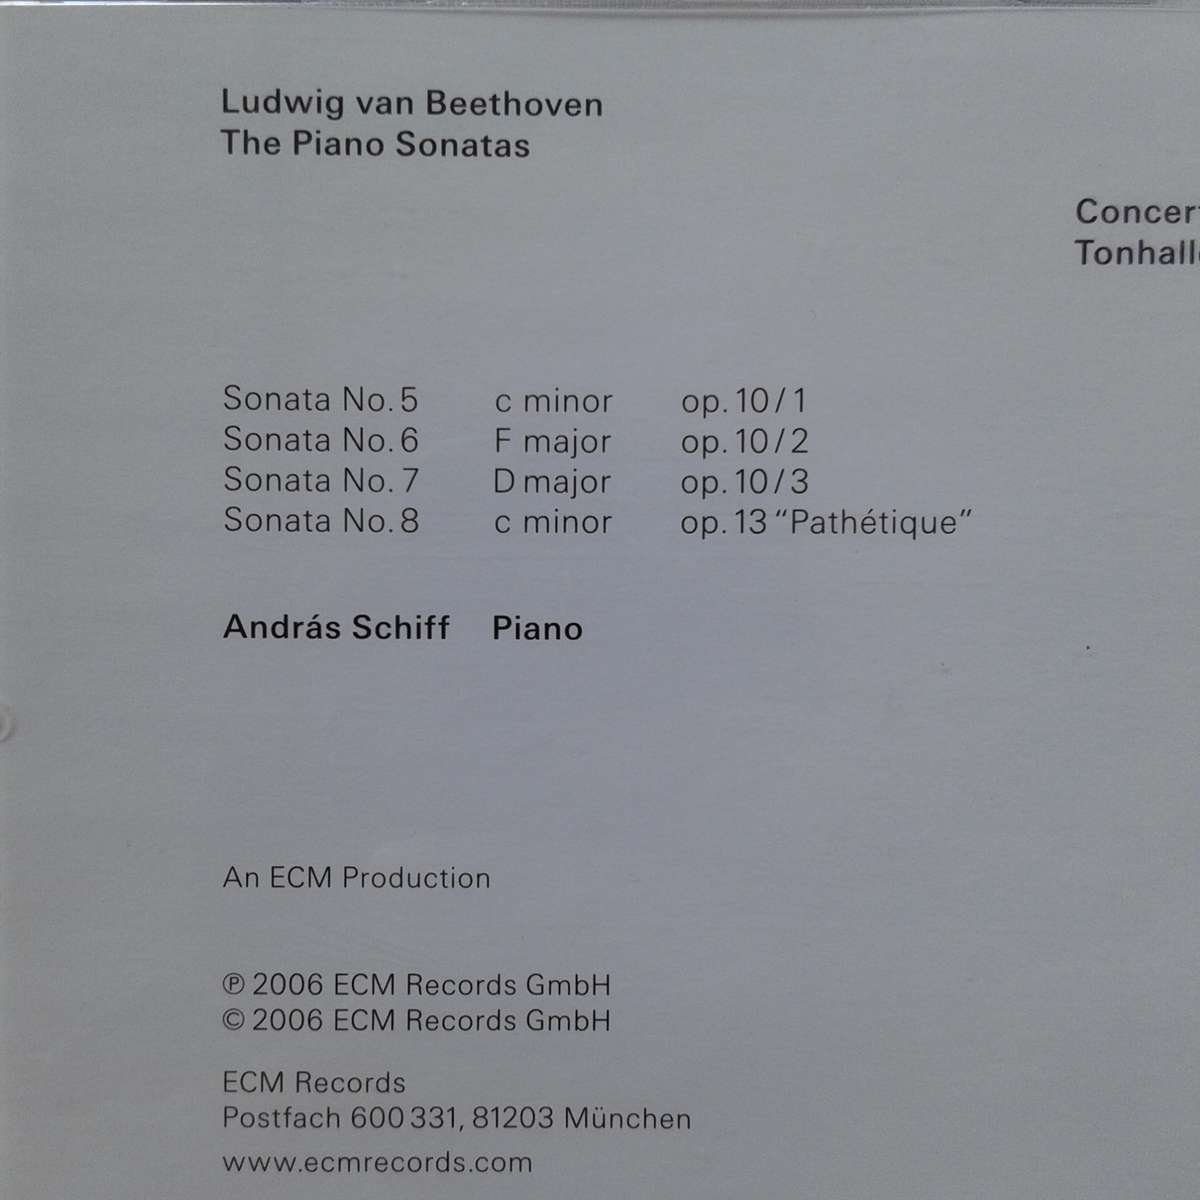 Ludwig van Beethoven
The Piano Sonatas
Sonata No. 5 c minor op. 10/1
Sonata No. 6 F major op. 10/2
Sonata No. 7 D major op. 10/3
Sonata No. 8 c minor op. 13 “Pathétique”
András Schiff Piano
An ECM Production
℗ 2006 ECM Records GmbH
© 2006 ECM Records GmbH
ECM Records
Postfach 600 331, 81203 München
www.ecmrecords.com